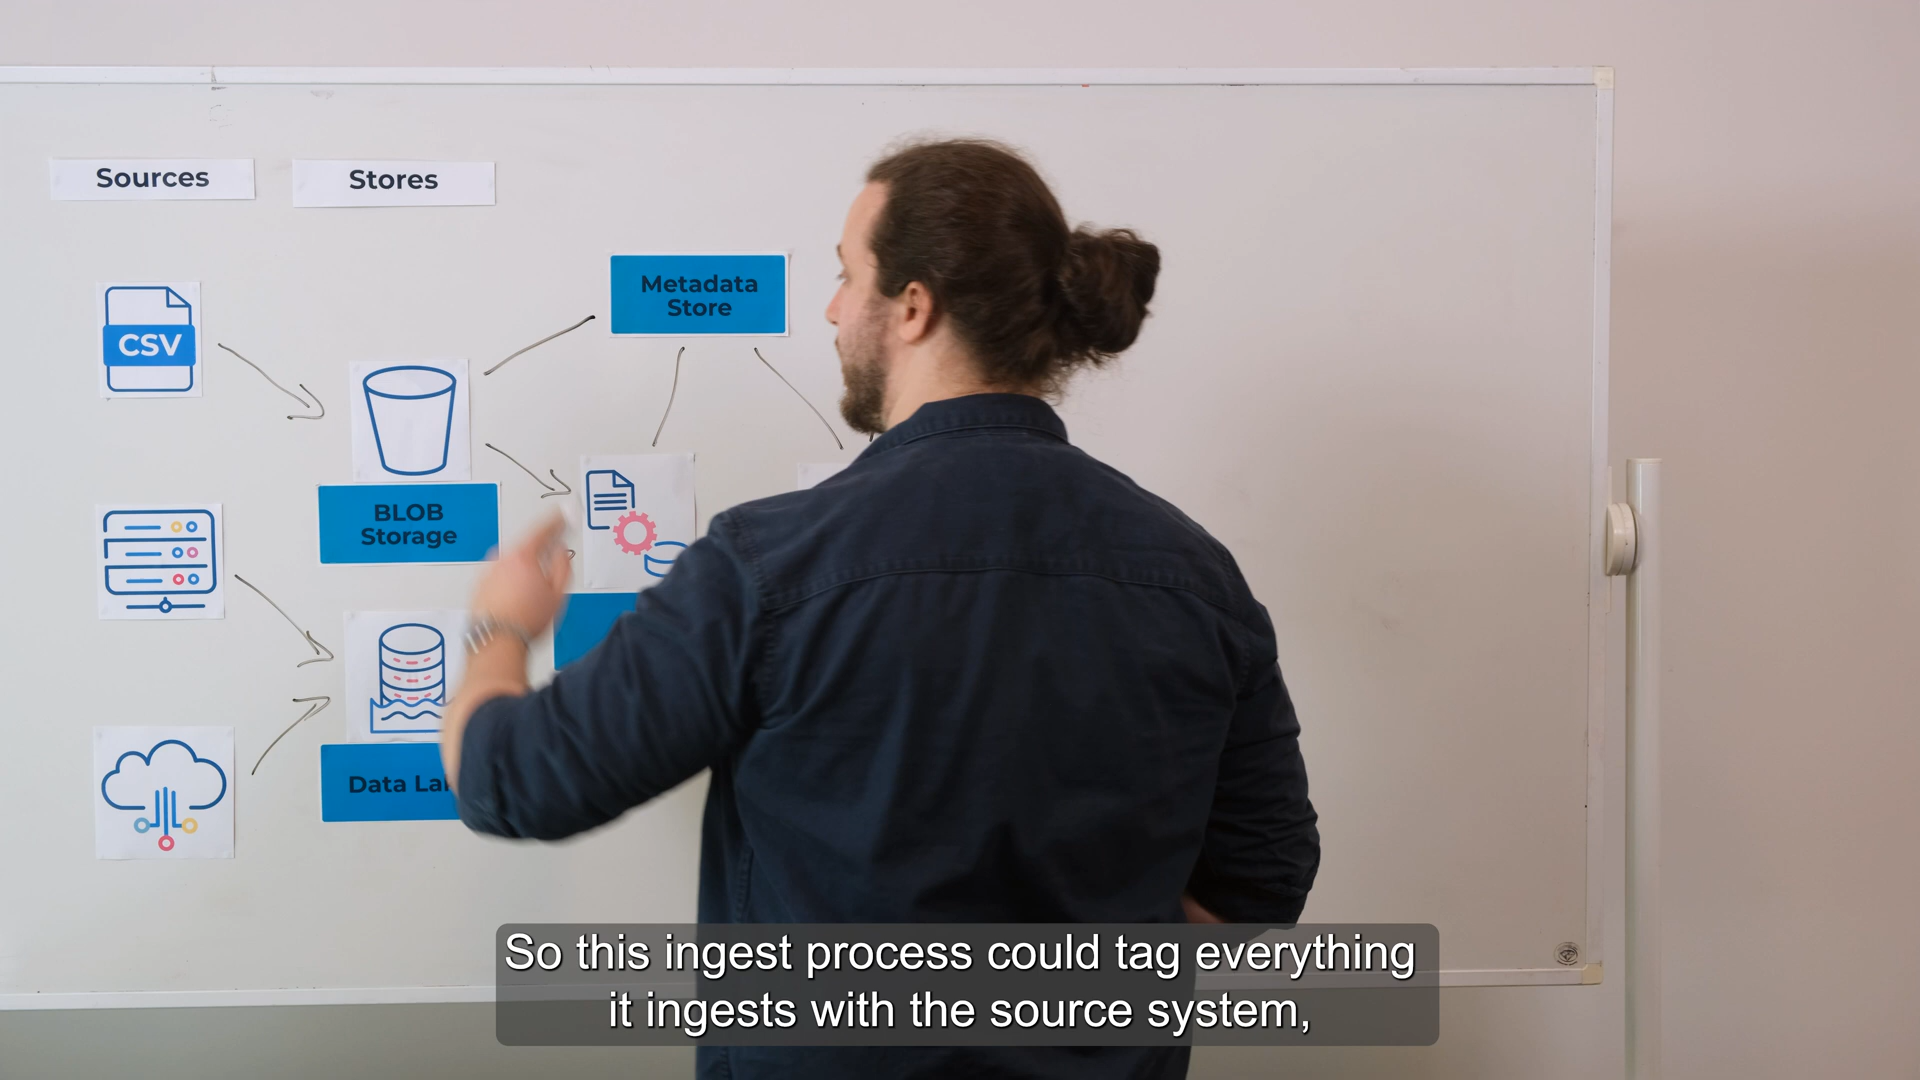 Sources
Stores
Metadata
Store
CSV
BLOB
Storage
Data
So this ingest process could tag everything
it ingests with the source system,